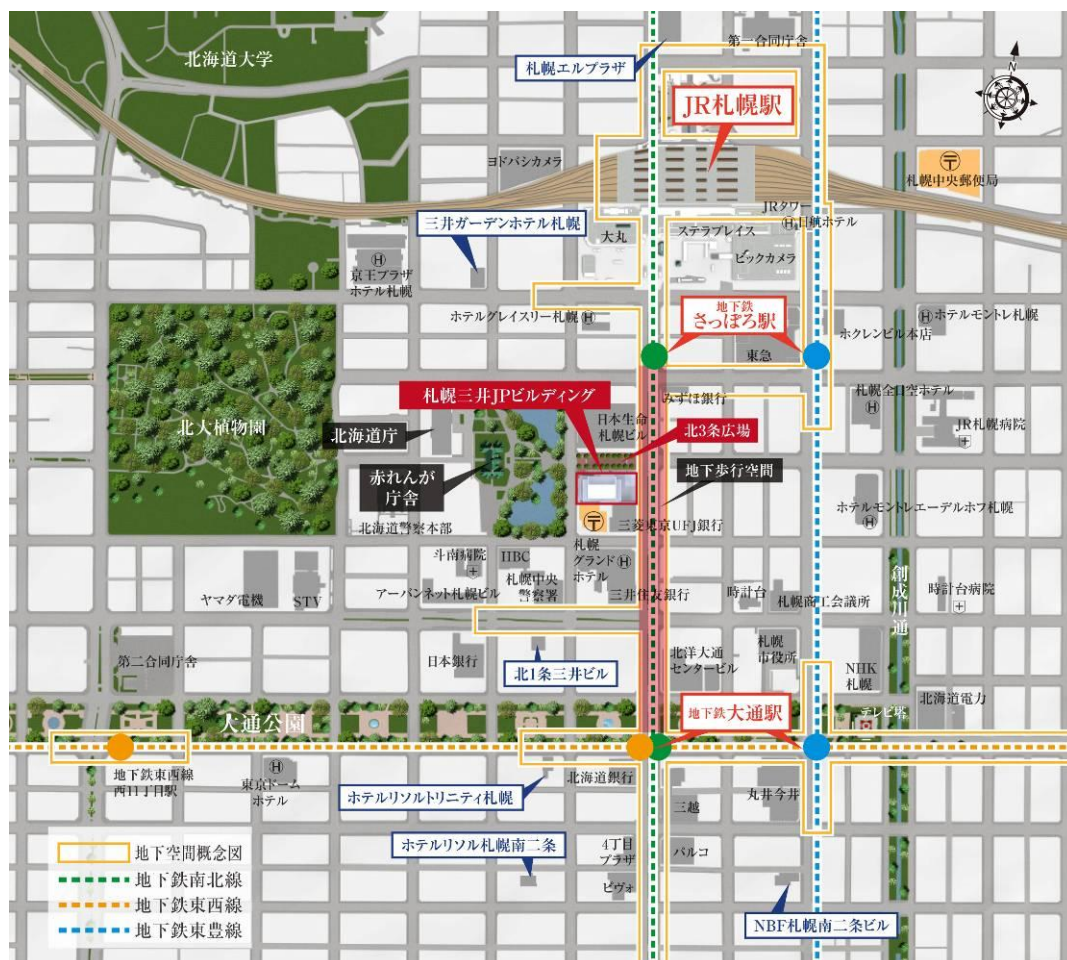 北海道大学
札幌エルプラザ
第一合同庁舎
N
JR札幌駅
ヨドバシカメラ
札幌中央郵便局
三井ガーデンホテル札幌
JRタワー
日航ホテル
大丸
ステラプレイス
ビックカメラ
京王プラザ
ホテル札幌
地下鉄
さっぽろ駅
ホテルグレイスリー札幌
ホテルモントレ札幌
ホクレンビル本店
東急
札幌三井JPビルディング
みずほ銀行
札幌全日空ホテル
北大植物園
北海道庁
日本生命
札幌ビル
北3条広場
JR札幌病院
赤れんが
庁舎
地下歩行空間
北海道警察本部
三菱東京UFJ銀行
ホテルモントレエーデルホフ札幌
斗南病院
HBC
札幌
グランド
ホテル
創成川通
ヤマダ電機
STV
アーバンネット札幌ビル
札幌中央
警察署
三井住友銀行
時計台
札幌商工会議所
時計台病院
第二合同庁舎
日本銀行
北1条三井ビル
北洋大通
センタービル
札幌
市役所
NHK
札幌
北海道電力
大通公園
地下鉄大通駅
テレビ塔
地下鉄東西線
西11丁目駅
東京ドーム
ホテル
北海道銀行
ホテルリソルトリニティ札幌
三越
丸井今井
ホテルリソル札幌南二条
4丁目
プラザ
パルコ
ピヴォ
NBF札幌南二条ビル
地下空間概念図
地下鉄南北線
地下鉄東西線
地下鉄東豊線